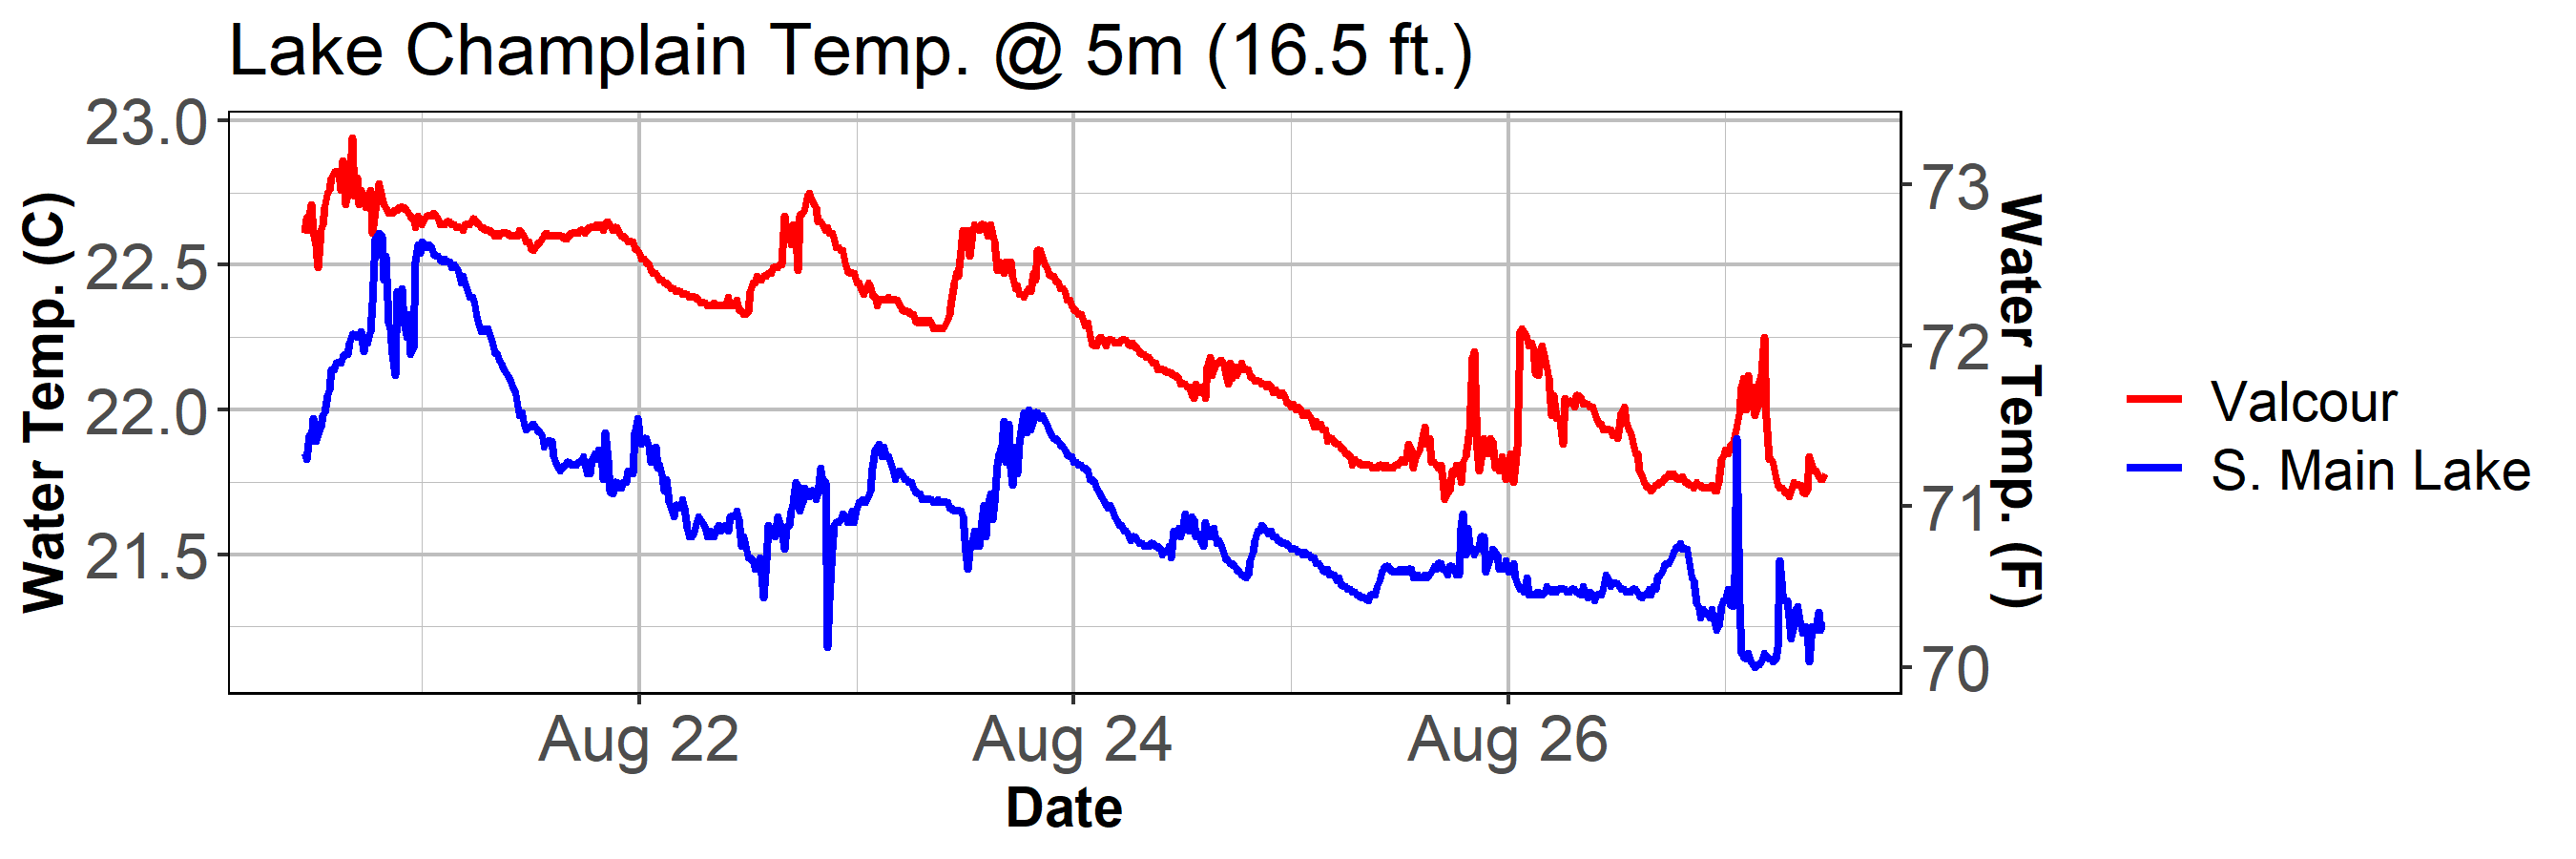 Lake Champlain Temp. @ 5m (16.5 ft.)
Water Temp. (C)
23.0
22.5
22.0
21.5
73
72
71
70
Water Temp. (F)
Aug 22
Aug 24
Aug 26
Date
Valcour
S. Main Lake